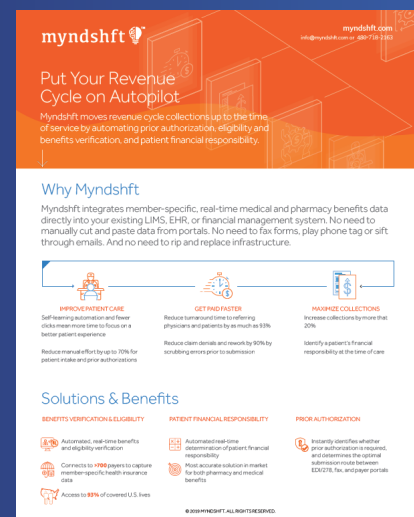 myndshft
myndshft.com
info@myndshft.com or 480-718-2163
Put Your Revenue
Cycle on Autopilot
Myndshft moves revenue cycle collections up to the time
of service by automating prior authorization, eligibility and
benefits verification, and patient financial responsibility.
Why Myndshft
Myndshft integrates member-specific, real-time medical and pharmacy benefits data
directly into your existing LIMS, EHR, or financial management system. No need to
manually cut and paste data from portals. No need to fax forms, play phone tag or sift
through emails. And no need to rip and replace infrastructure.
IMPROVE PATIENT CARE
Self-learning automation and fewer
clicks mean more time to focus on a
better patient experience
Reduce manual effort by up to 70% for
patient intake and prior authorizations
GET PAID FASTER
Reduce turnaround time to referring
physicians and patients by as much as 93%
Reduce claim denials and rework by 90% by
scrubbing errors prior to submission
MAXIMIZE COLLECTIONS
Increase collections by more that
20%
Identify a patient's financial
responsibility at the time of care
Solutions & Benefits
BENEFITS VERIFICATION & ELIGIBILITY
Automated, real-time benefits
and eligibility verification
Connects to >700 payers to capture
member-specific health insurance
data
Access to 93% of covered U.S. lives
PATIENT FINANCIAL RESPONSIBILITY
Automated real-time
determination of patient financial
responsibility
Most accurate solution in market
for both pharmacy and medical
benefits
PRIOR AUTHORIZATION
Instantly identifies whether
prior authorization is required,
and determines the optimal
submission route between
EDI/278, fax, and payer portals
© 2019 MYNDSHFT. ALL RIGHTS RESERVED.